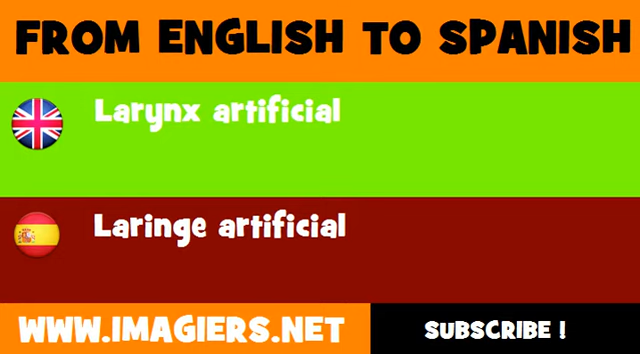 FROM ENGLISH TO SPANISH
Larynx artificial
Laringe artificial
WWW.IMAGIERS.NET
SUBSCRIBE !